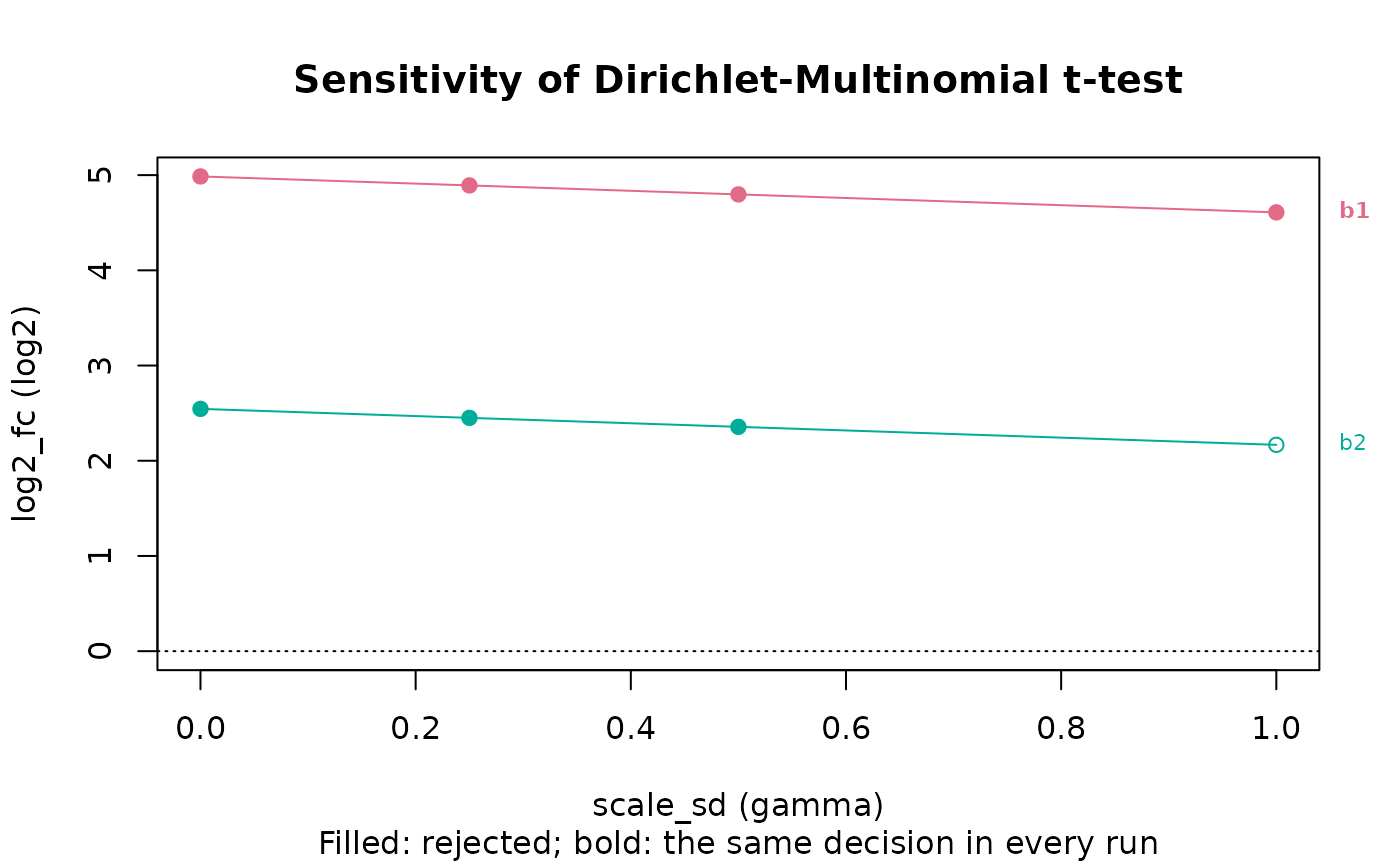 Sensitivity of Dirichlet-Multinomial t-test
log2_fc (log2)
5
4
3
2
1
0
b1
b2
0.0 0.2 0.4 0.6 0.8 1.0
scale_sd (gamma)
Filled: rejected; bold: the same decision in every run